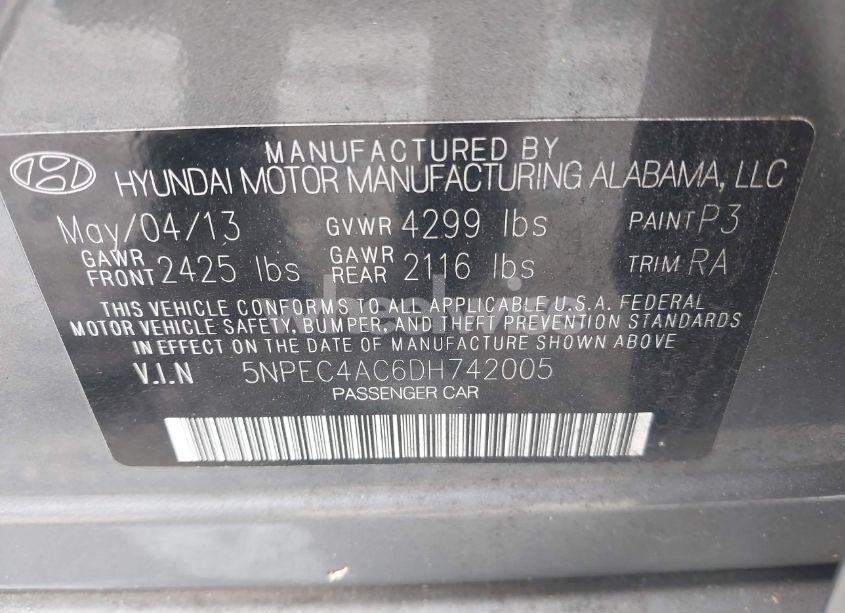 MANUFACTURED BY
HYUNDAI MOTOR MANUFACTURING ALABAMA, LLC
May/04/13 GVWR 4299 lbs PAINT P3
GAWR FRONT 2425 lbs GAWR REAR 2116 lbs TRIM RA
THIS VEHICLE CONFORMS TO ALL APPLICABLE U.S.A. FEDERAL
MOTOR VEHICLE SAFETY, BUMPER, AND THEFT PREVENTION STANDARDS
IN EFFECT ON THE DATE OF MANUFACTURE SHOWN ABOVE
V.I.N 5NPEC4AC6DH742005
PASSENGER CAR